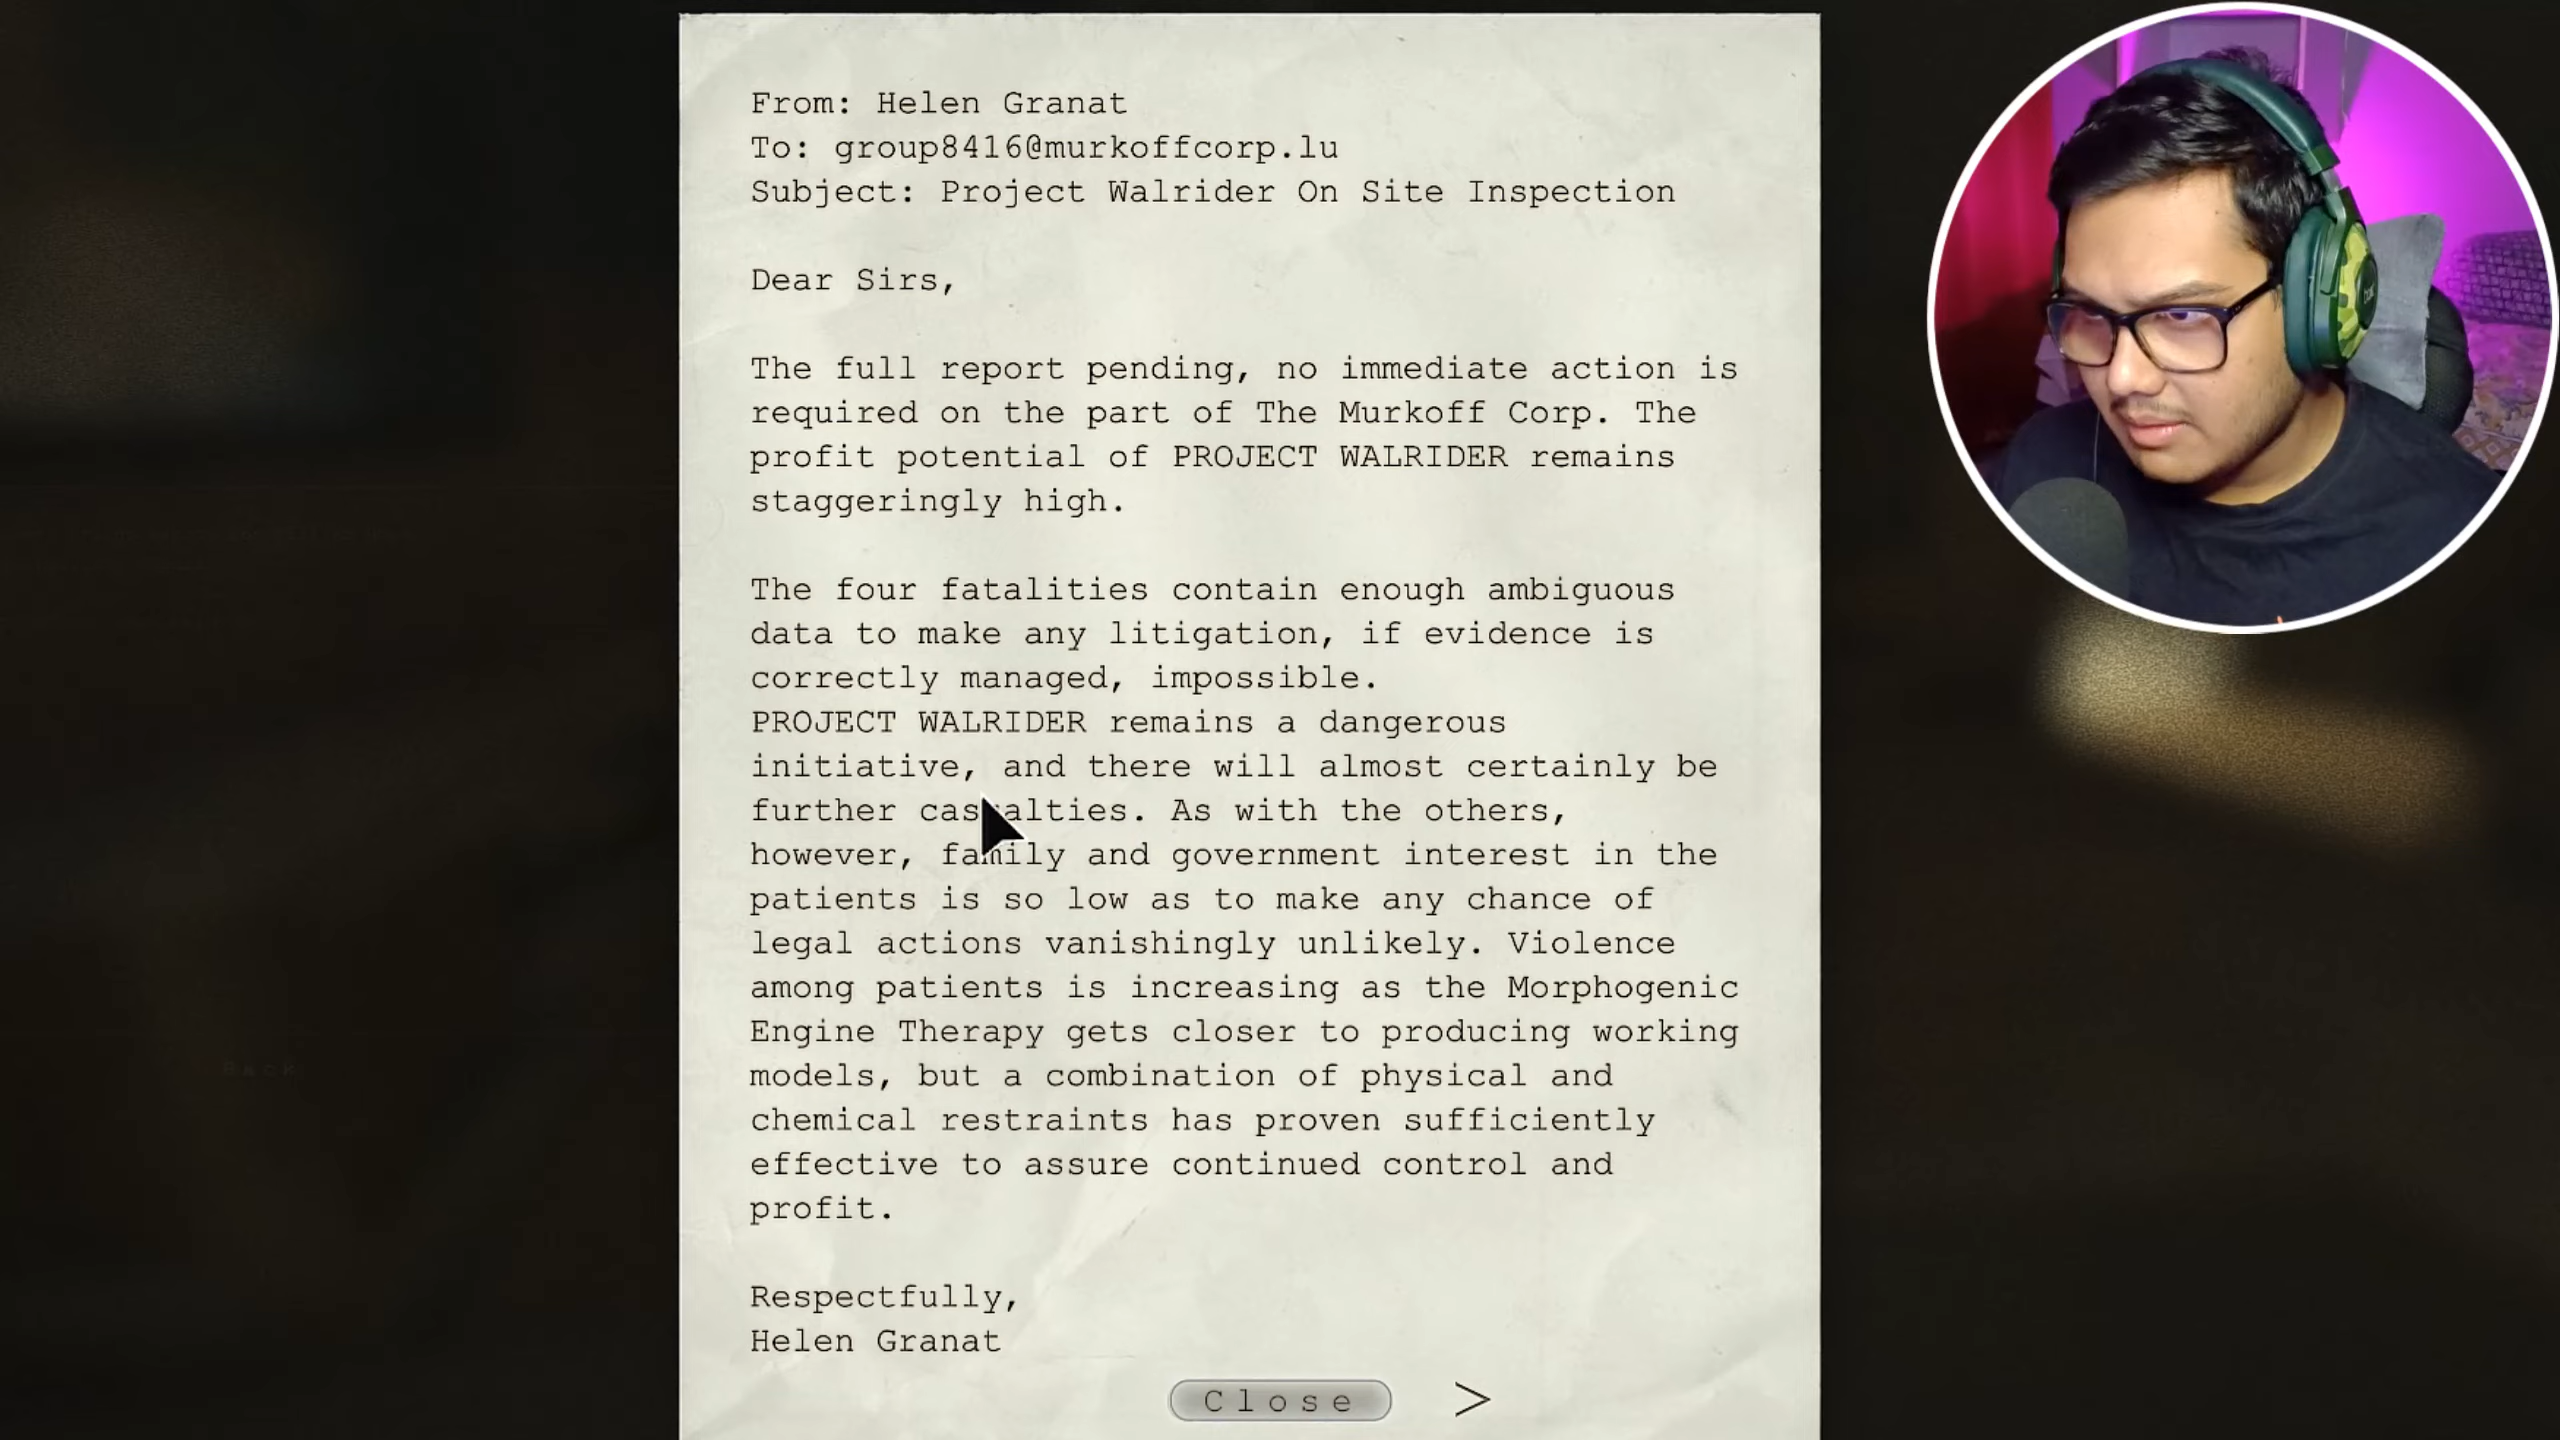 From: Helen Granat
To: group8416@murkoffcorp.lu
Subject: Project Walrider On Site Inspection
Dear Sirs,
The full report pending, no immediate action is
required on the part of The Murkoff Corp. The
profit potential of PROJECT WALRIDER remains
staggeringly high.
The four fatalities contain enough ambiguous
data to make any litigation, if evidence is
correctly managed, impossible.
PROJECT WALRIDER remains a dangerous
initiative, and there will almost certainly be
further casualties. As with the others,
however, family and government interest in the
patients is so low as to make any chance of
legal actions vanishingly unlikely. Violence
among patients is increasing as the Morphogenic
Engine Therapy gets closer to producing working
models, but a combination of physical and
chemical restraints has proven sufficiently
effective to assure continued control and
profit.
Respectfully,
Helen Granat
Close >
Back